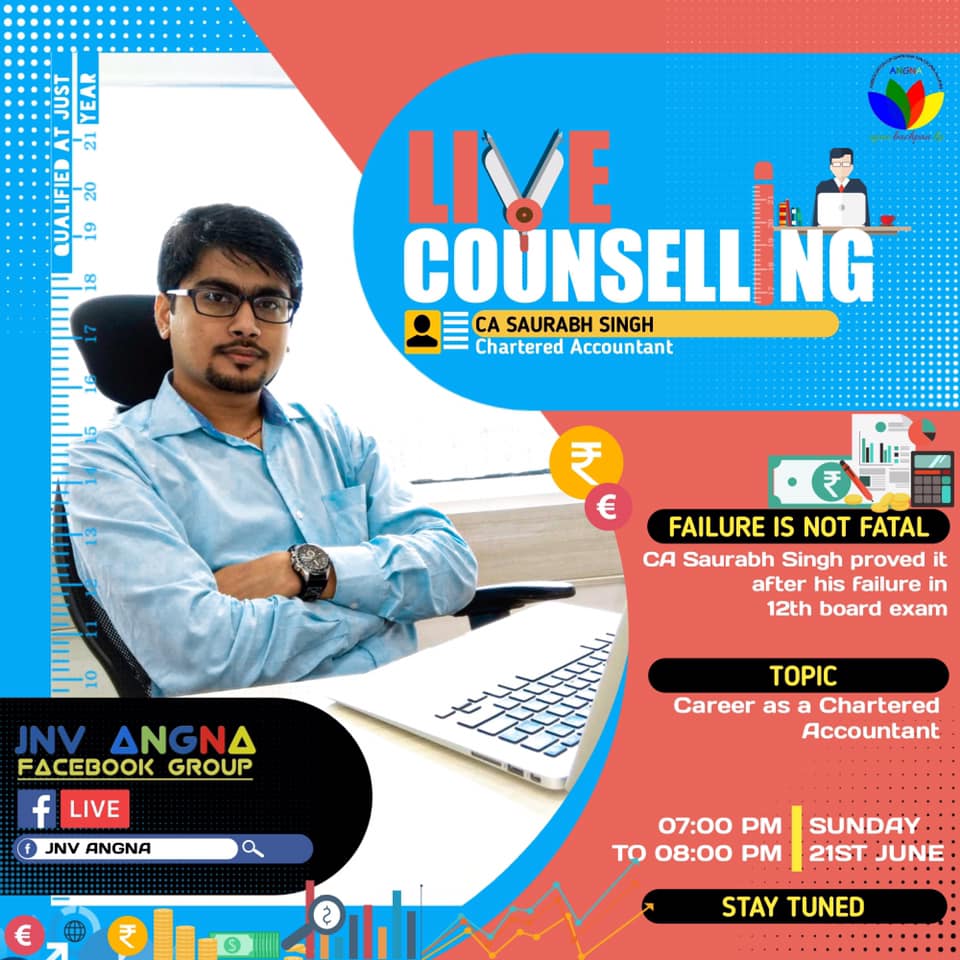 QUALIFIED AT JUST
YEAR
21
20
19
18
17
16
15
14
13
12
11
10
ANGNA
LIVE
COUNSELLING
CA SAURABH SINGH
Chartered Accountant
₹
€
₹
FAILURE IS NOT FATAL
CA Saurabh Singh proved it
after his failure in
12th board exam
TOPIC
Career as a Chartered
Accountant
JNV ANGNA
FACEBOOK GROUP
f LIVE
f JNV ANGNA
07:00 PM
TO 08:00 PM
SUNDAY
21ST JUNE
STAY TUNED
€
₹
$
$